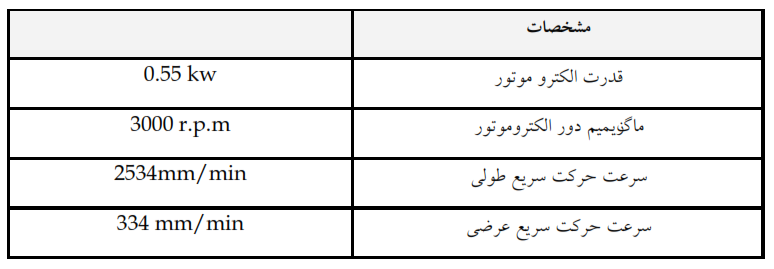 مشخصات
قدرت الکترو موتور 0.55 kw
ماگزیمیم دور الکتروموتور 3000 r.p.m
سرعت حرکت سریع طولی 2534mm/min
سرعت حرکت سریع عرضی 334 mm/min